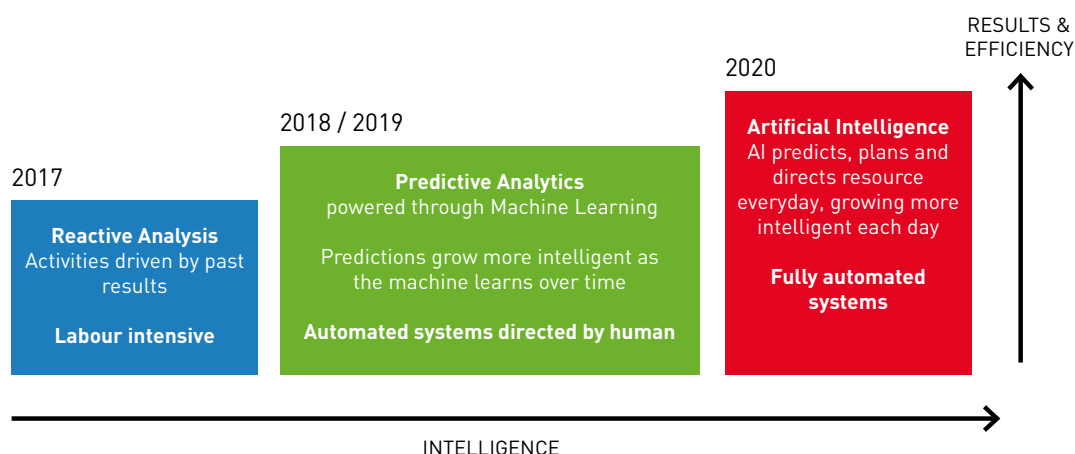 2017
Reactive Analysis
Activities driven by past
results
Labour intensive
2018 / 2019
Predictive Analytics
powered through Machine Learning
Predictions grow more intelligent as
the machine learns over time
Automated systems directed by human
2020
Artificial Intelligence
AI predicts, plans and
directs resource
everyday, growing more
intelligent each day
Fully automated
systems
RESULTS &
EFFICIENCY
INTELLIGENCE